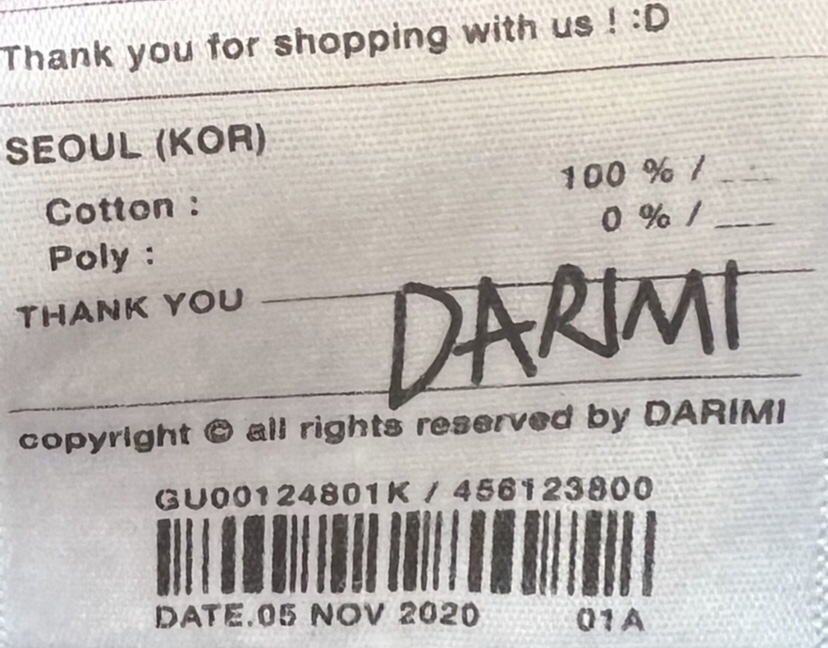 Thank you for shopping with us ! :D
SEOUL (KOR)
Cotton : 100 % / ___
Poly : 0 % / ___
THANK YOU DARIMI
copyright © all rights reserved by DARIMI
GU00124801K / 456123800
DATE.05 NOV 2020 01A